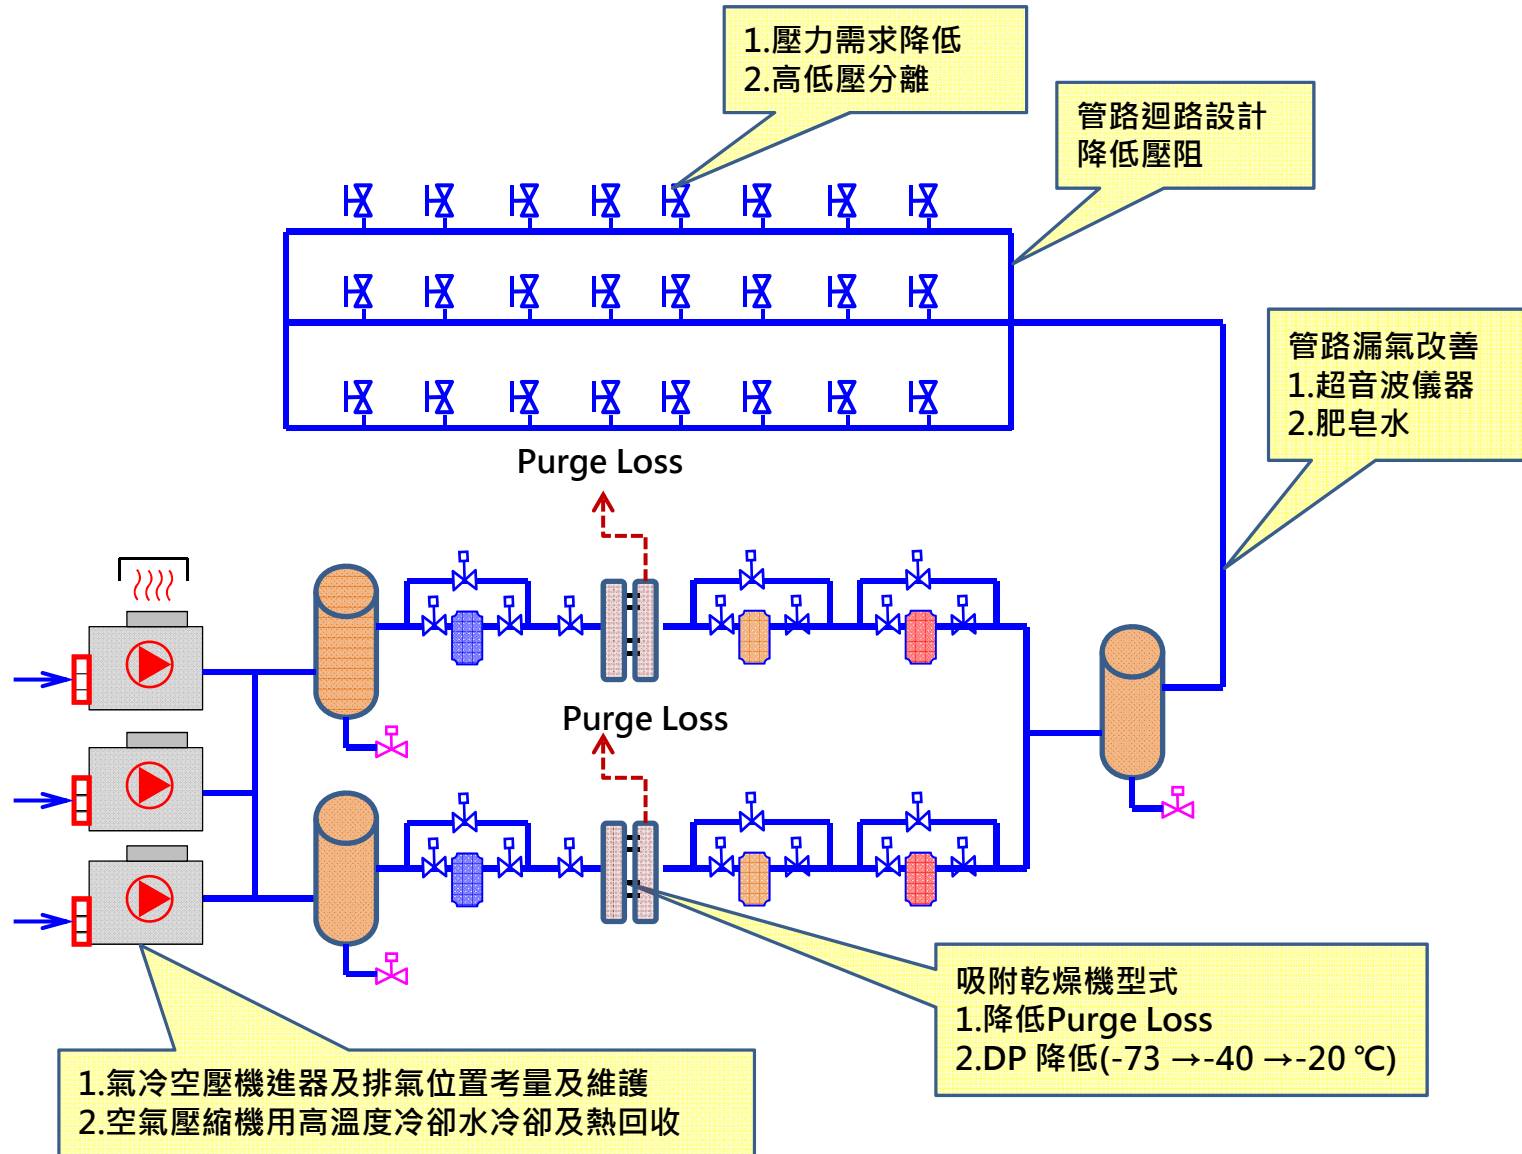 1.壓力需求降低
2.高低壓分離
管路迴路設計
降低壓阻
管路漏氣改善
1.超音波儀器
2.肥皂水
Purge Loss
Purge Loss
吸附乾燥機型式
1.降低Purge Loss
2.DP 降低(-73 →-40 →-20 ℃)
1.氣冷空壓機進器及排氣位置考量及維護
2.空氣壓縮機用高溫度冷卻水冷卻及熱回收